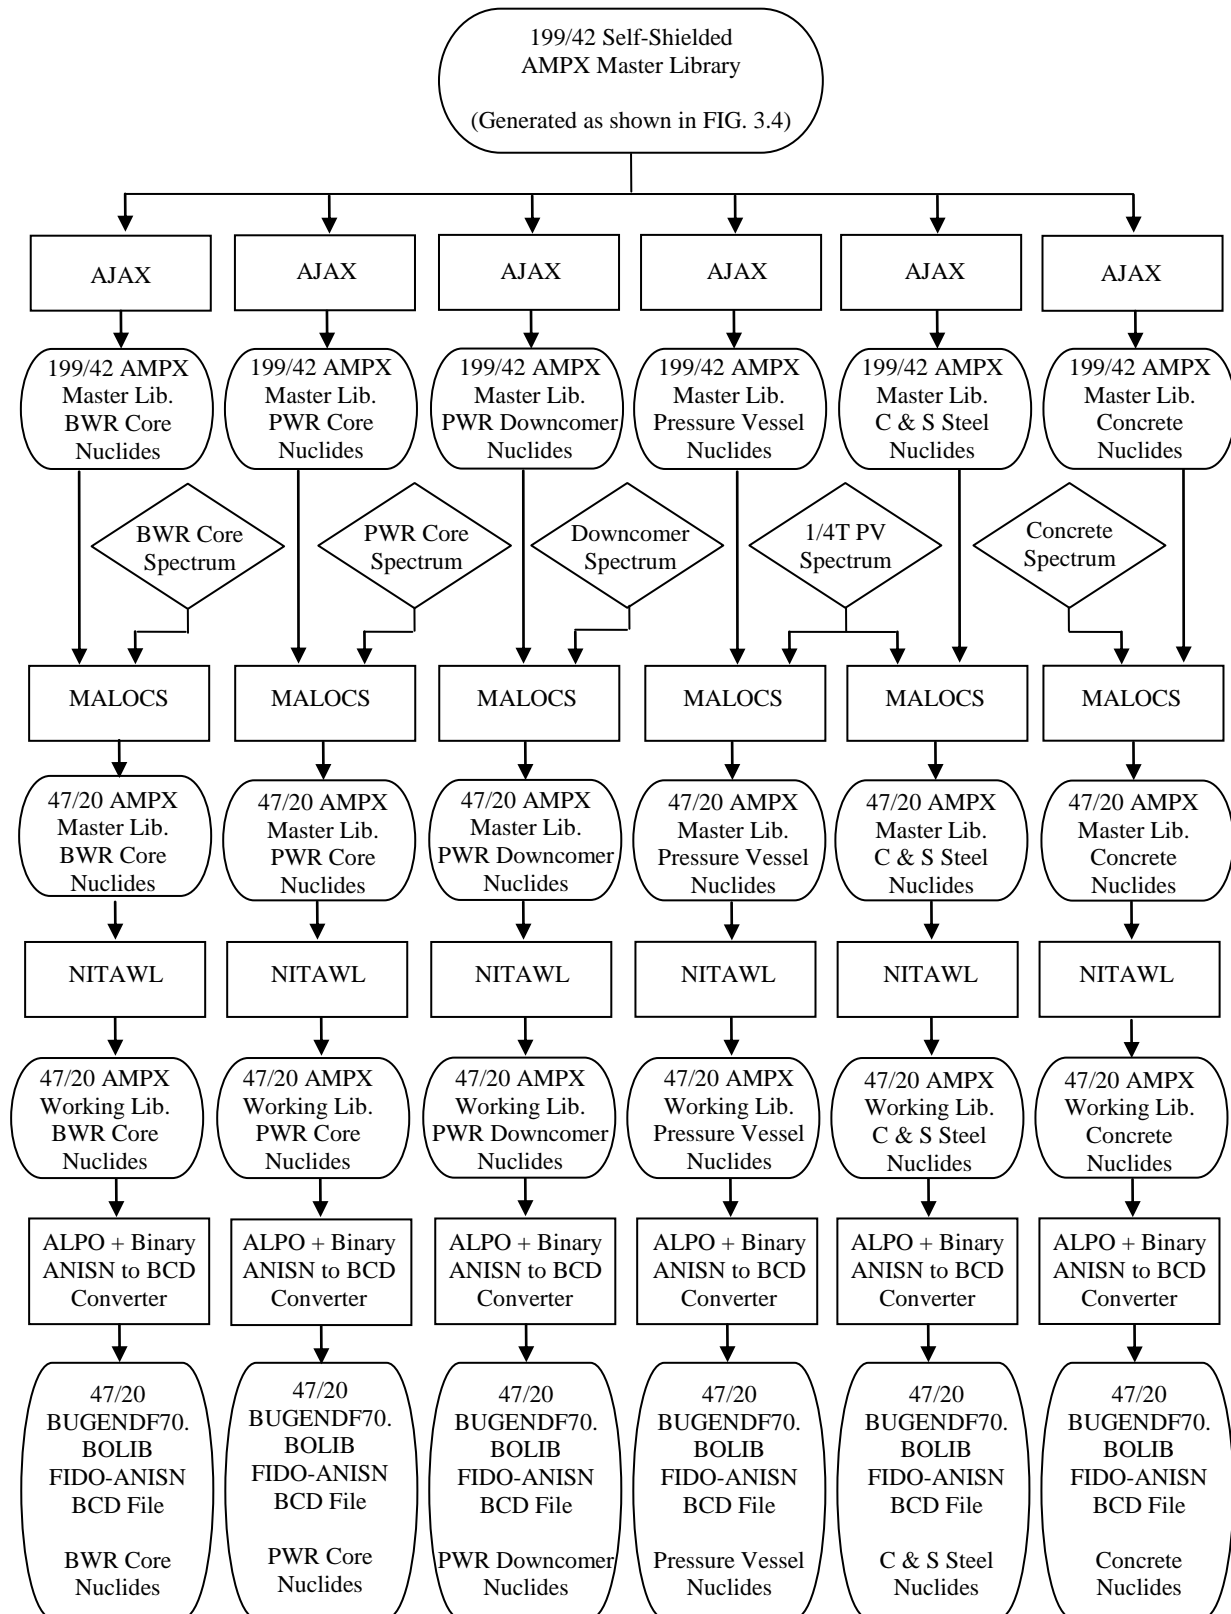 199/42 Self-Shielded
AMPX Master Library
(Generated as shown in FIG. 3.4)
AJAX
AJAX
AJAX
AJAX
AJAX
AJAX
199/42 AMPX
Master Lib.
BWR Core
Nuclides
199/42 AMPX
Master Lib.
PWR Core
Nuclides
199/42 AMPX
Master Lib.
PWR Downcomer
Nuclides
199/42 AMPX
Master Lib.
Pressure Vessel
Nuclides
199/42 AMPX
Master Lib.
C & S Steel
Nuclides
199/42 AMPX
Master Lib.
Concrete
Nuclides
BWR Core
Spectrum
PWR Core
Spectrum
Downcomer
Spectrum
1/4T PV
Spectrum
Concrete
Spectrum
MALOCS
MALOCS
MALOCS
MALOCS
MALOCS
MALOCS
47/20 AMPX
Master Lib.
BWR Core
Nuclides
47/20 AMPX
Master Lib.
PWR Core
Nuclides
47/20 AMPX
Master Lib.
PWR Downcomer
Nuclides
47/20 AMPX
Master Lib.
Pressure Vessel
Nuclides
47/20 AMPX
Master Lib.
C & S Steel
Nuclides
47/20 AMPX
Master Lib.
Concrete
Nuclides
NITAWL
NITAWL
NITAWL
NITAWL
NITAWL
NITAWL
47/20 AMPX
Working Lib.
BWR Core
Nuclides
47/20 AMPX
Working Lib.
PWR Core
Nuclides
47/20 AMPX
Working Lib.
PWR Downcomer
Nuclides
47/20 AMPX
Working Lib.
Pressure Vessel
Nuclides
47/20 AMPX
Working Lib.
C & S Steel
Nuclides
47/20 AMPX
Working Lib.
Concrete
Nuclides
ALPO + Binary
ANISN to BCD
Converter
ALPO + Binary
ANISN to BCD
Converter
ALPO + Binary
ANISN to BCD
Converter
ALPO + Binary
ANISN to BCD
Converter
ALPO + Binary
ANISN to BCD
Converter
ALPO + Binary
ANISN to BCD
Converter
47/20
BUGENDF70.
BOLIB
FIDO-ANISN
BCD File
BWR Core
Nuclides
47/20
BUGENDF70.
BOLIB
FIDO-ANISN
BCD File
PWR Core
Nuclides
47/20
BUGENDF70.
BOLIB
FIDO-ANISN
BCD File
PWR Downcomer
Nuclides
47/20
BUGENDF70.
BOLIB
FIDO-ANISN
BCD File
Pressure Vessel
Nuclides
47/20
BUGENDF70.
BOLIB
FIDO-ANISN
BCD File
C & S Steel
Nuclides
47/20
BUGENDF70.
BOLIB
FIDO-ANISN
BCD File
Concrete
Nuclides